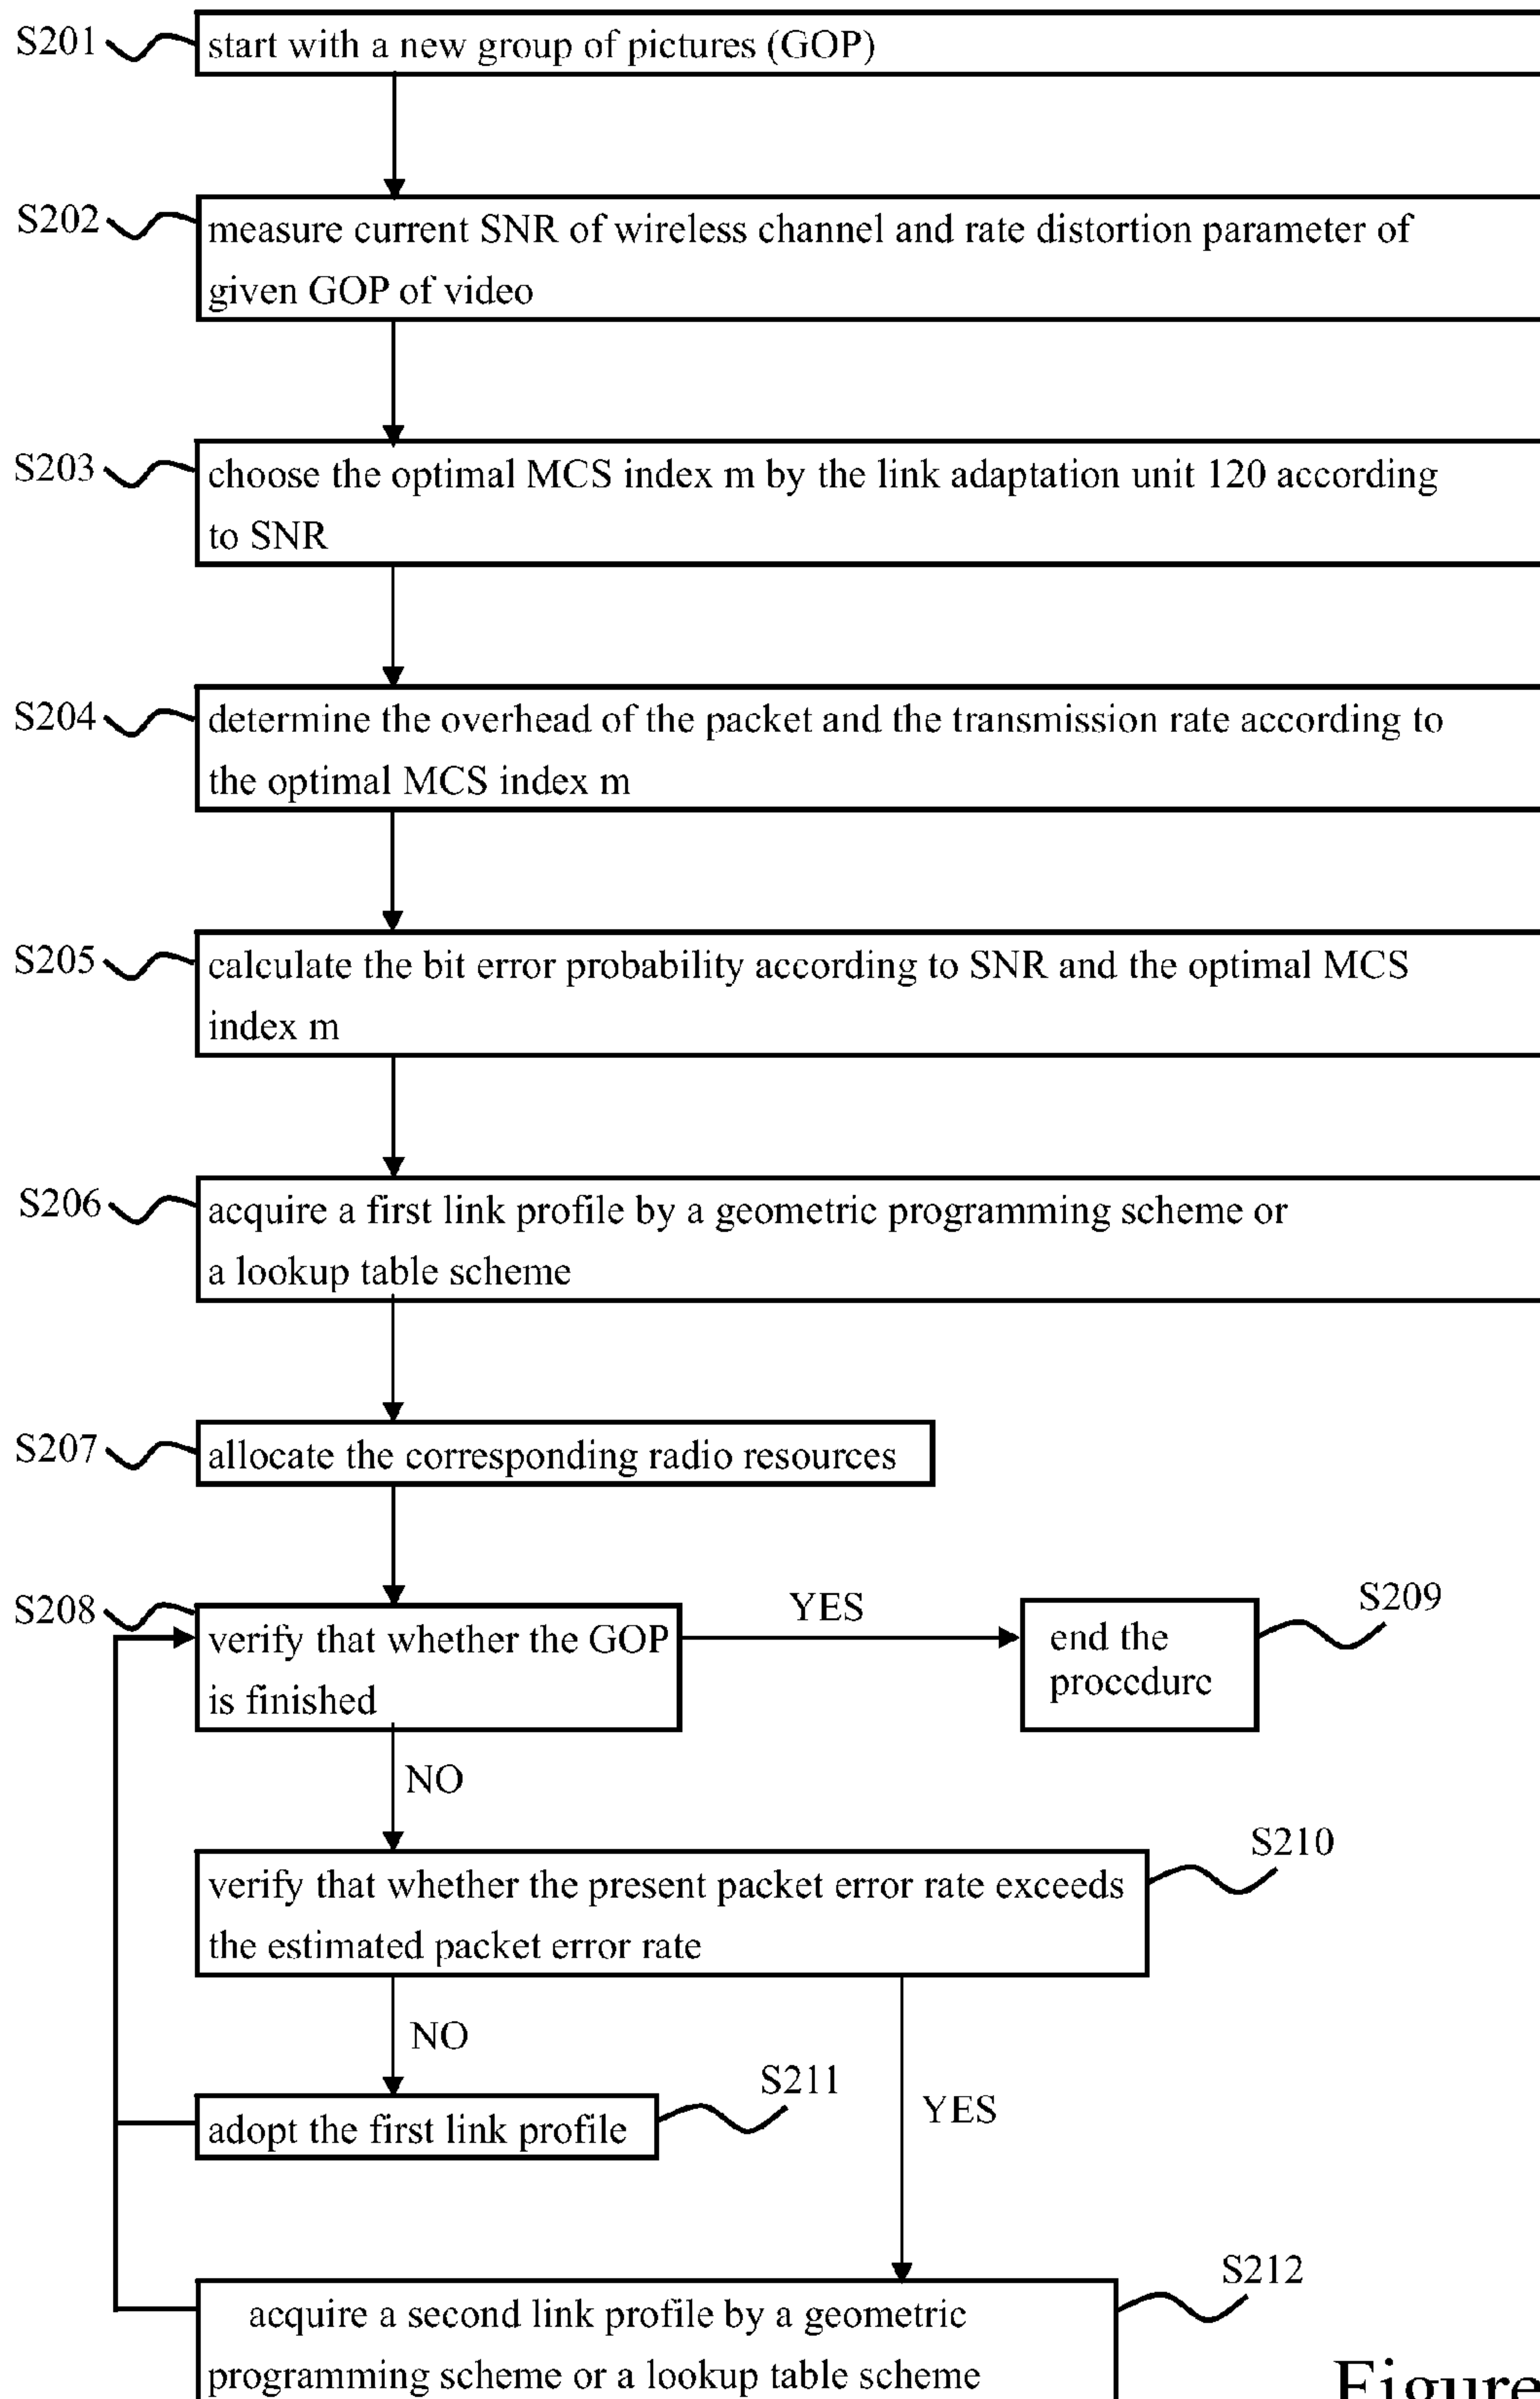 S201
start with a new group of pictures (GOP)
S202
measure current SNR of wireless channel and rate distortion parameter of
given GOP of video
S203
choose the optimal MCS index m by the link adaptation unit 120 according
to SNR
S204
determine the overhead of the packet and the transmission rate according to
the optimal MCS index m
S205
calculate the bit error probability according to SNR and the optimal MCS
index m
S206
acquire a first link profile by a geometric programming scheme or
a lookup table scheme
S207
allocate the corresponding radio resources
S208
verify that whether the GOP
is finished
YES
S209
end the
procedure
NO
S210
verify that whether the present packet error rate exceeds
the estimated packet error rate
NO
S211
adopt the first link profile
YES
S212
acquire a second link profile by a geometric
programming scheme or a lookup table scheme
Figure